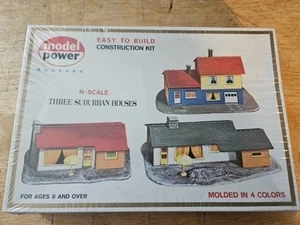 model
power
EASY TO BUILD
CONSTRUCTION KIT
N-SCALE
THREE SUBURBAN HOUSES
FOR AGES 8 AND OVER
MOLDED IN 4 COLORS